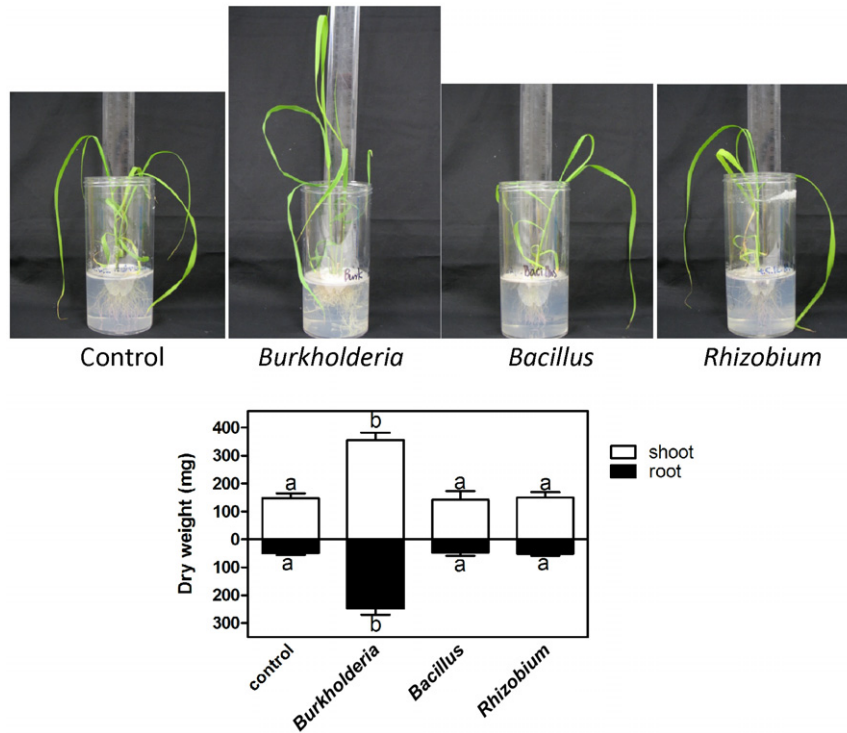 Burk
Bacillus
Control
Burkholderia
Bacillus
Rhizobium
Dry weight (mg)
400
300
200
100
0
100
200
300
a
b
a
a
a
b
a
a
shoot
root
control
Burkholderia
Bacillus
Rhizobium